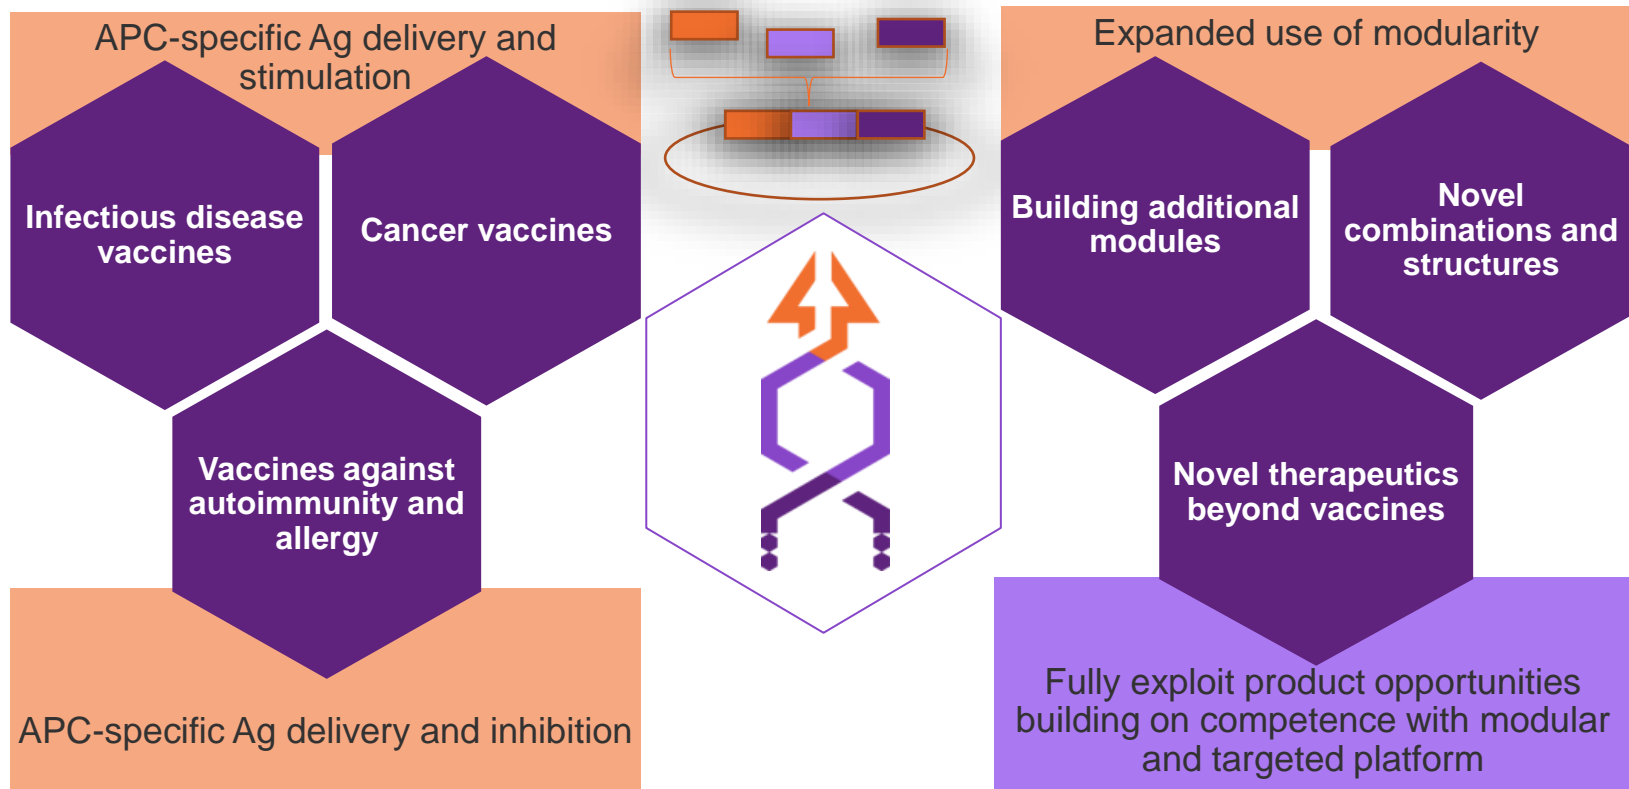 APC-specific Ag delivery and
stimulation
Infectious disease
vaccines
Cancer vaccines
Vaccines against
autoimmunity and
allergy
APC-specific Ag delivery and inhibition
Expanded use of modularity
Building additional
modules
Novel
combinations and
structures
Novel therapeutics
beyond vaccines
Fully exploit product opportunities
building on competence with modular
and targeted platform